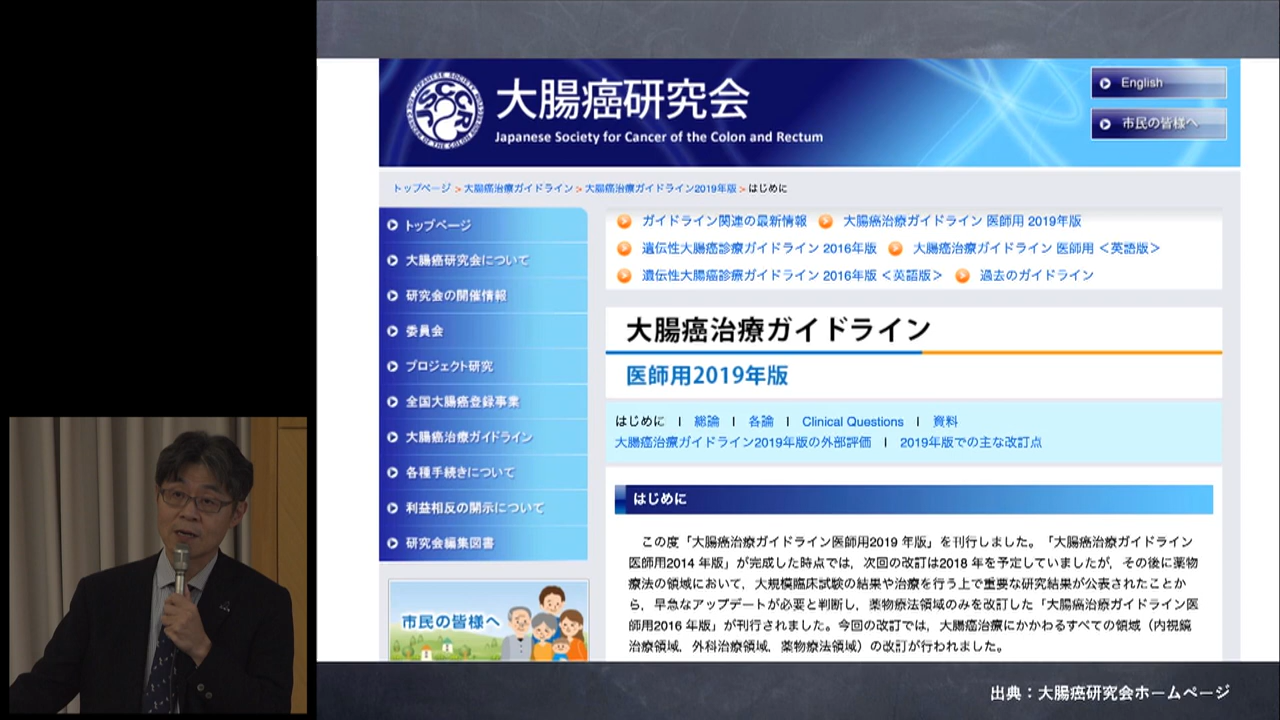 大腸癌研究会
Japanese Society for Cancer of the Colon and Rectum
English
市民の皆様へ
トップページ > 大腸癌治療ガイドライン > 大腸癌治療ガイドライン2019年版 > はじめに
トップページ
大腸癌研究会について
研究会の開催情報
委員会
プロジェクト研究
全国大腸癌登録事業
大腸癌治療ガイドライン
各種手続きについて
利益相反の開示について
研究会編集図書
市民の皆様へ
ガイドライン関連の最新情報 大腸癌治療ガイドライン 医師用 2019年版
遺伝性大腸癌診療ガイドライン 2016年版 大腸癌治療ガイドライン 医師用 <英語版>
遺伝性大腸癌診療ガイドライン 2016年版 <英語版> 過去のガイドライン
大腸癌治療ガイドライン
医師用2019年版
はじめに | 総論 | 各論 | Clinical Questions | 資料
大腸癌治療ガイドライン2019年版の外部評価 | 2019年版での主な改訂点
はじめに
この度「大腸癌治療ガイドライン医師用2019 年版」を刊行しました。「大腸癌治療ガイドライン
医師用2014 年版」が完成した時点では，次回の改訂は2018 年を予定していましたが，その後に薬物
療法の領域において，大規模臨床試験の結果や治療を行う上で重要な研究結果が公表されたことか
ら，早急なアップデートが必要と判断し，薬物療法領域のみを改訂した「大腸癌治療ガイドライン医
師用2016 年版」が刊行されました。今回の改訂では，大腸癌治療にかかわるすべての領域（内視鏡
治療領域，外科治療領域，薬物療法領域）の改訂が行われました。
出典：大腸癌研究会ホームページ